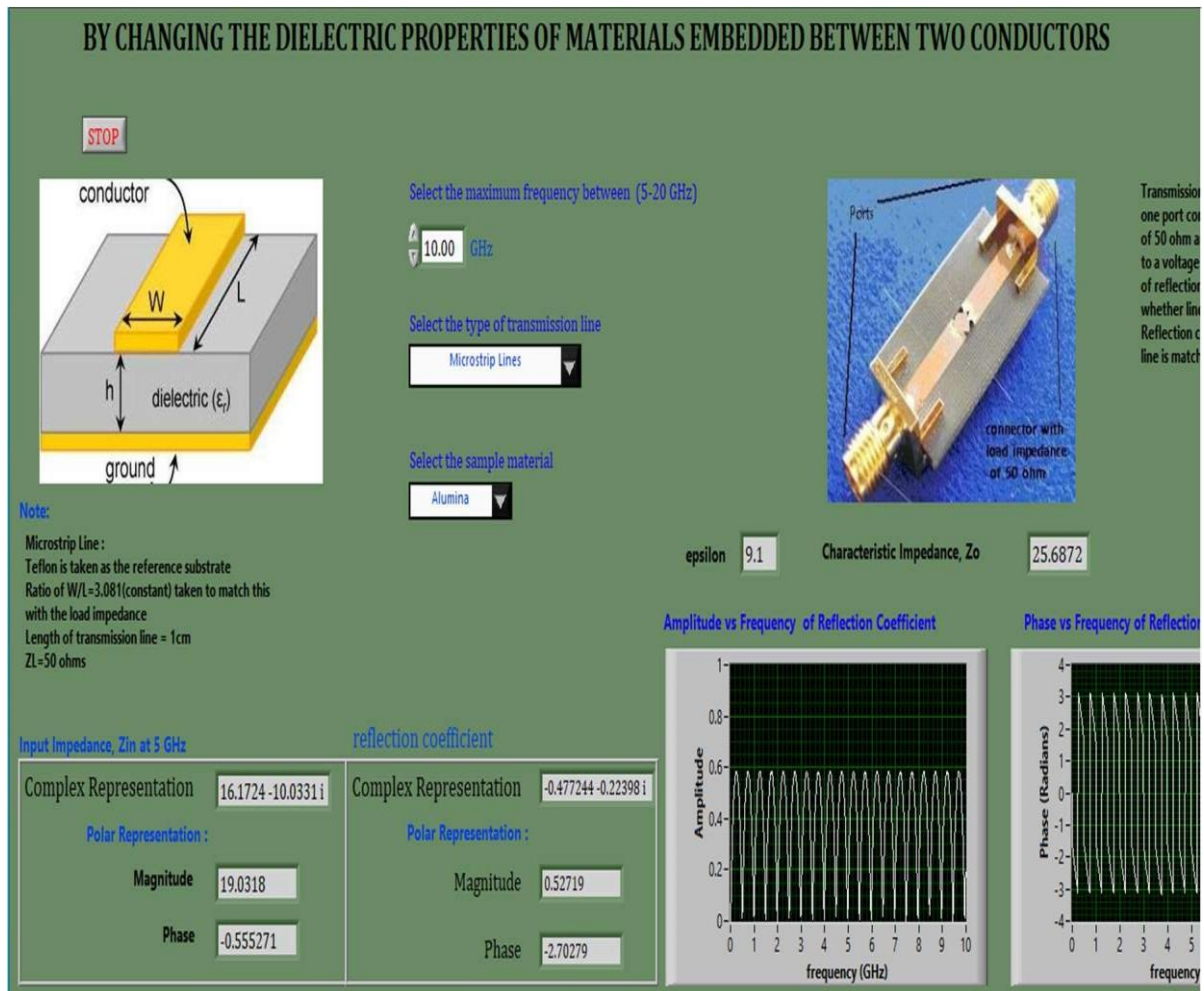 BY CHANGING THE DIELECTRIC PROPERTIES OF MATERIALS EMBEDDED BETWEEN TWO CONDUCTORS
STOP
conductor
W
L
h
dielectric (εr)
ground
Select the maximum frequency between (5-20 GHz)
10.00 GHz
Select the type of transmission line
Microstrip Lines
Select the sample material
Alumina
Ports
connector with
load impedance
of 50 ohm
Transmission
one port
of 50 ohm a
to a voltage
of reflection
whether
Reflection c
line is match
Note:
Microstrip Line :
Teflon is taken as the reference substrate
Ratio of W/L=3.081(constant) taken to match this
with the load impedance
Length of transmission line = 1cm
ZL=50 ohms
epsilon 9.1 Characteristic Impedance, Zo 25.6872
Input Impedance, Zin at 5 GHz
Complex Representation 16.1724 -10.0331 i
Polar Representation :
Magnitude 19.0318
Phase -0.555271
reflection coefficient
Complex Representation -0.477244 -0.22398 i
Polar Representation :
Magnitude 0.52719
Phase -2.70279
Amplitude vs Frequency of Reflection Coefficient
Amplitude
1
0.8
0.6
0.4
0.2
0
0 1 2 3 4 5 6 7 8 9 10
frequency (GHz)
Phase vs Frequency of Reflection
Phase (Radians)
4
3
2
1
0
-1
-2
-3
-4
0 1 2 3 4 5
frequency